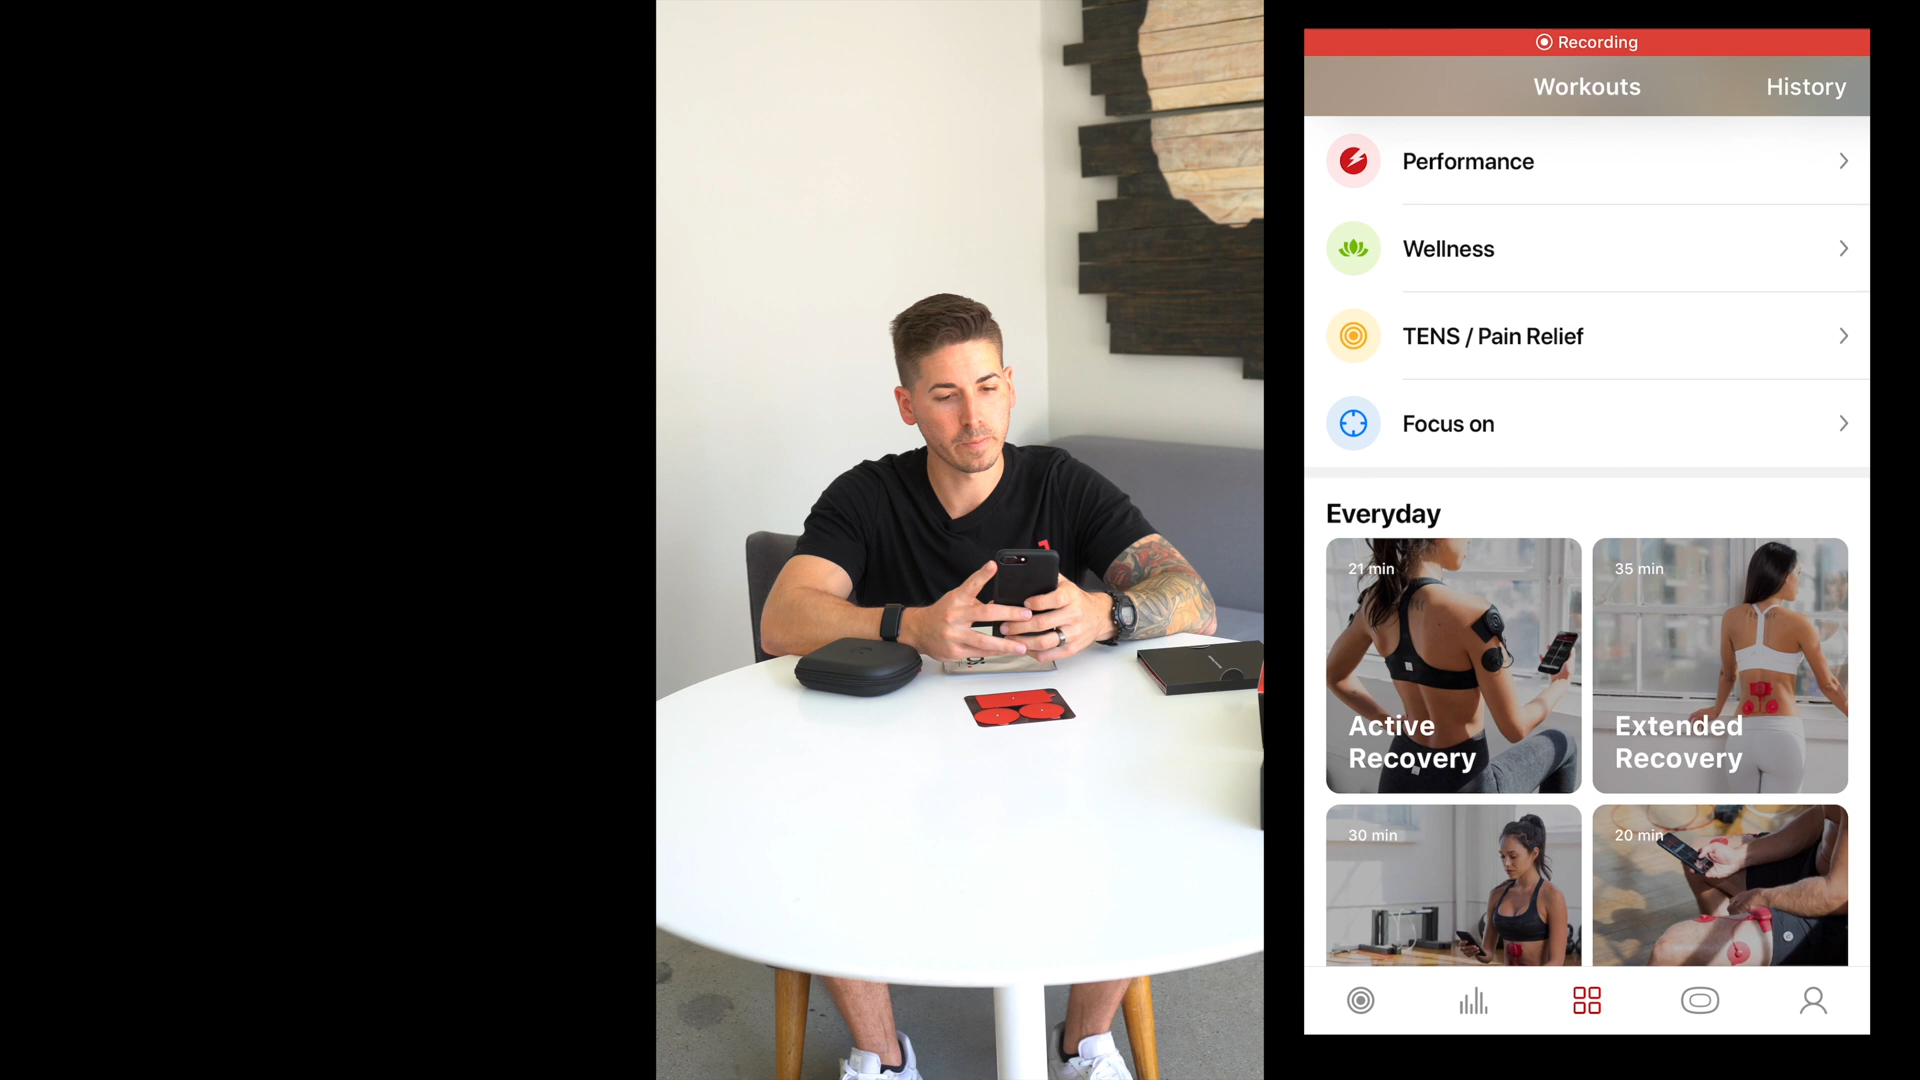 Recording
Workouts
History
Performance
Wellness
TENS / Pain Relief
Focus on
Everyday
21 min
Active
Recovery
35 min
Extended
Recovery
30 min
20 min